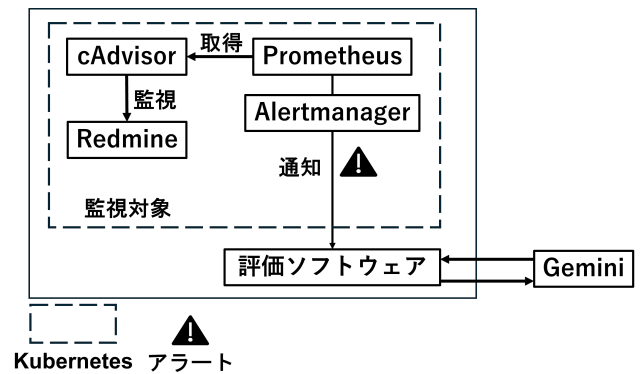 cAdvisor
取得
Prometheus
監視
Alertmanager
Redmine
通知
監視対象
評価ソフトウェア
Gemini
Kubernetes
アラート